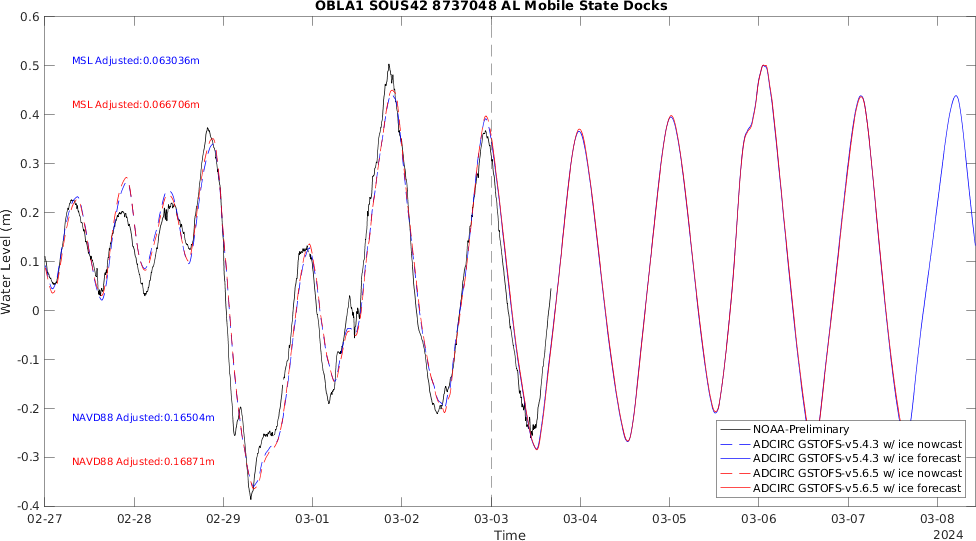 OBLA1 SOUS42 8737048 AL Mobile State Docks
Water Level (m)
0.6
0.5
0.4
0.3
0.2
0.1
0
-0.1
-0.2
-0.3
-0.4
MSL Adjusted:0.063036m
MSL Adjusted:0.066706m
NAVD88 Adjusted:0.16504m
NAVD88 Adjusted:0.16871m
NOAA-Preliminary
ADCIRC GSTOFS-v5.4.3 w/ ice nowcast
ADCIRC GSTOFS-v5.4.3 w/ ice forecast
ADCIRC GSTOFS-v5.6.5 w/ ice nowcast
ADCIRC GSTOFS-v5.6.5 w/ ice forecast
02-27 02-28 02-29 03-01 03-02 03-03 03-04 03-05 03-06 03-07 03-08
Time
2024